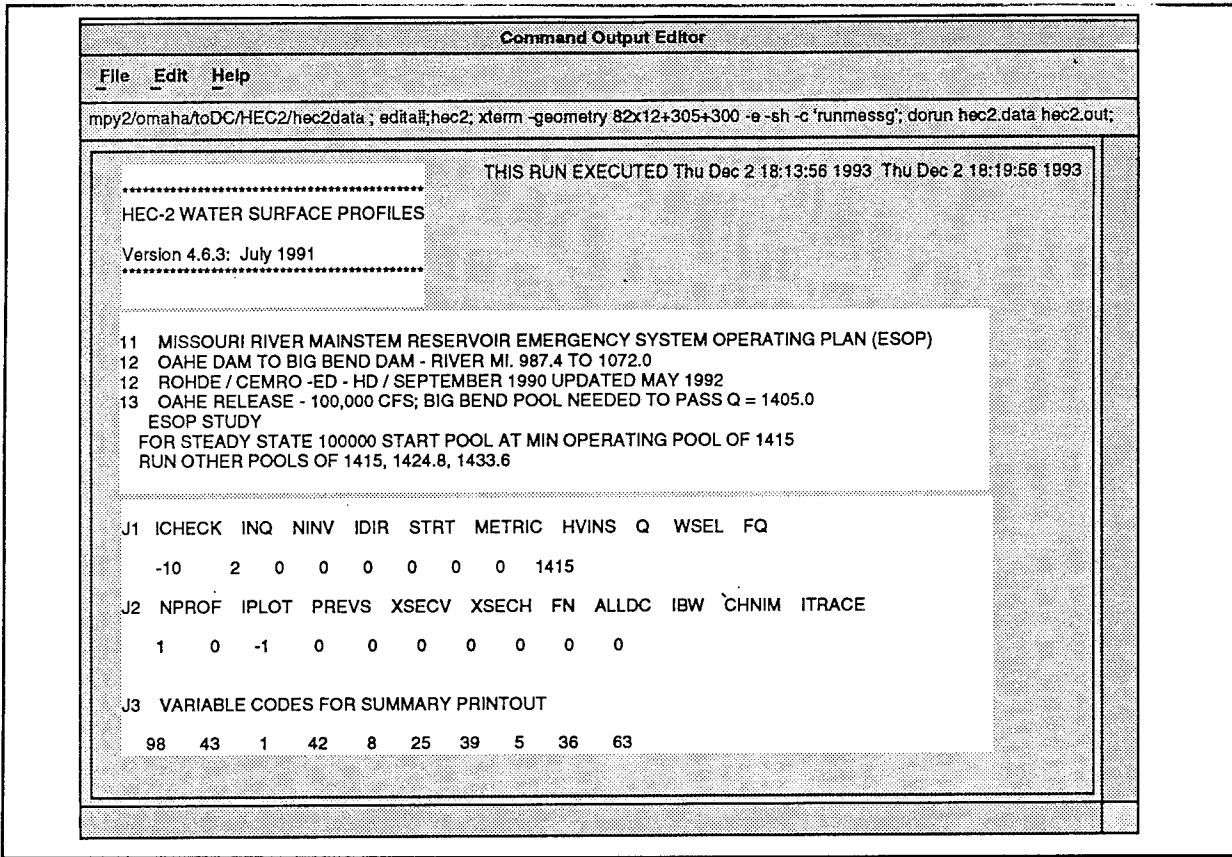 Command Output Editor
File Edit Help
mpy2/omaha/toDC/HEC2/hec2data ; editall;hec2; xterm -geometry 82x12+305+300 -e -sh -c 'runmessg'; dorun hec2.data hec2.out;
THIS RUN EXECUTED Thu Dec 2 18:13:56 1993 Thu Dec 2 18:19:56 1993
****************************************
HEC-2 WATER SURFACE PROFILES
Version 4.6.3: July 1991
****************************************
11 MISSOURI RIVER MAINSTEM RESERVOIR EMERGENCY SYSTEM OPERATING PLAN (ESOP)
12 OAHE DAM TO BIG BEND DAM - RIVER MI. 987.4 TO 1072.0
12 ROHDE / CEMRO -ED - HD / SEPTEMBER 1990 UPDATED MAY 1992
13 OAHE RELEASE - 100,000 CFS; BIG BEND POOL NEEDED TO PASS Q = 1405.0
ESOP STUDY
FOR STEADY STATE 100000 START POOL AT MIN OPERATING POOL OF 1415
RUN OTHER POOLS OF 1415, 1424.8, 1433.6
J1 ICHECK INQ NINV IDIR STRT METRIC HVINS Q WSEL FQ
-10 2 0 0 0 0 0 0 1415
J2 NPROF IPLOT PREVS XSECV XSECH FN ALLDC IBW CHNIM ITRACE
1 0 -1 0 0 0 0 0 0
J3 VARIABLE CODES FOR SUMMARY PRINTOUT
98 43 1 42 8 25 39 5 36 63